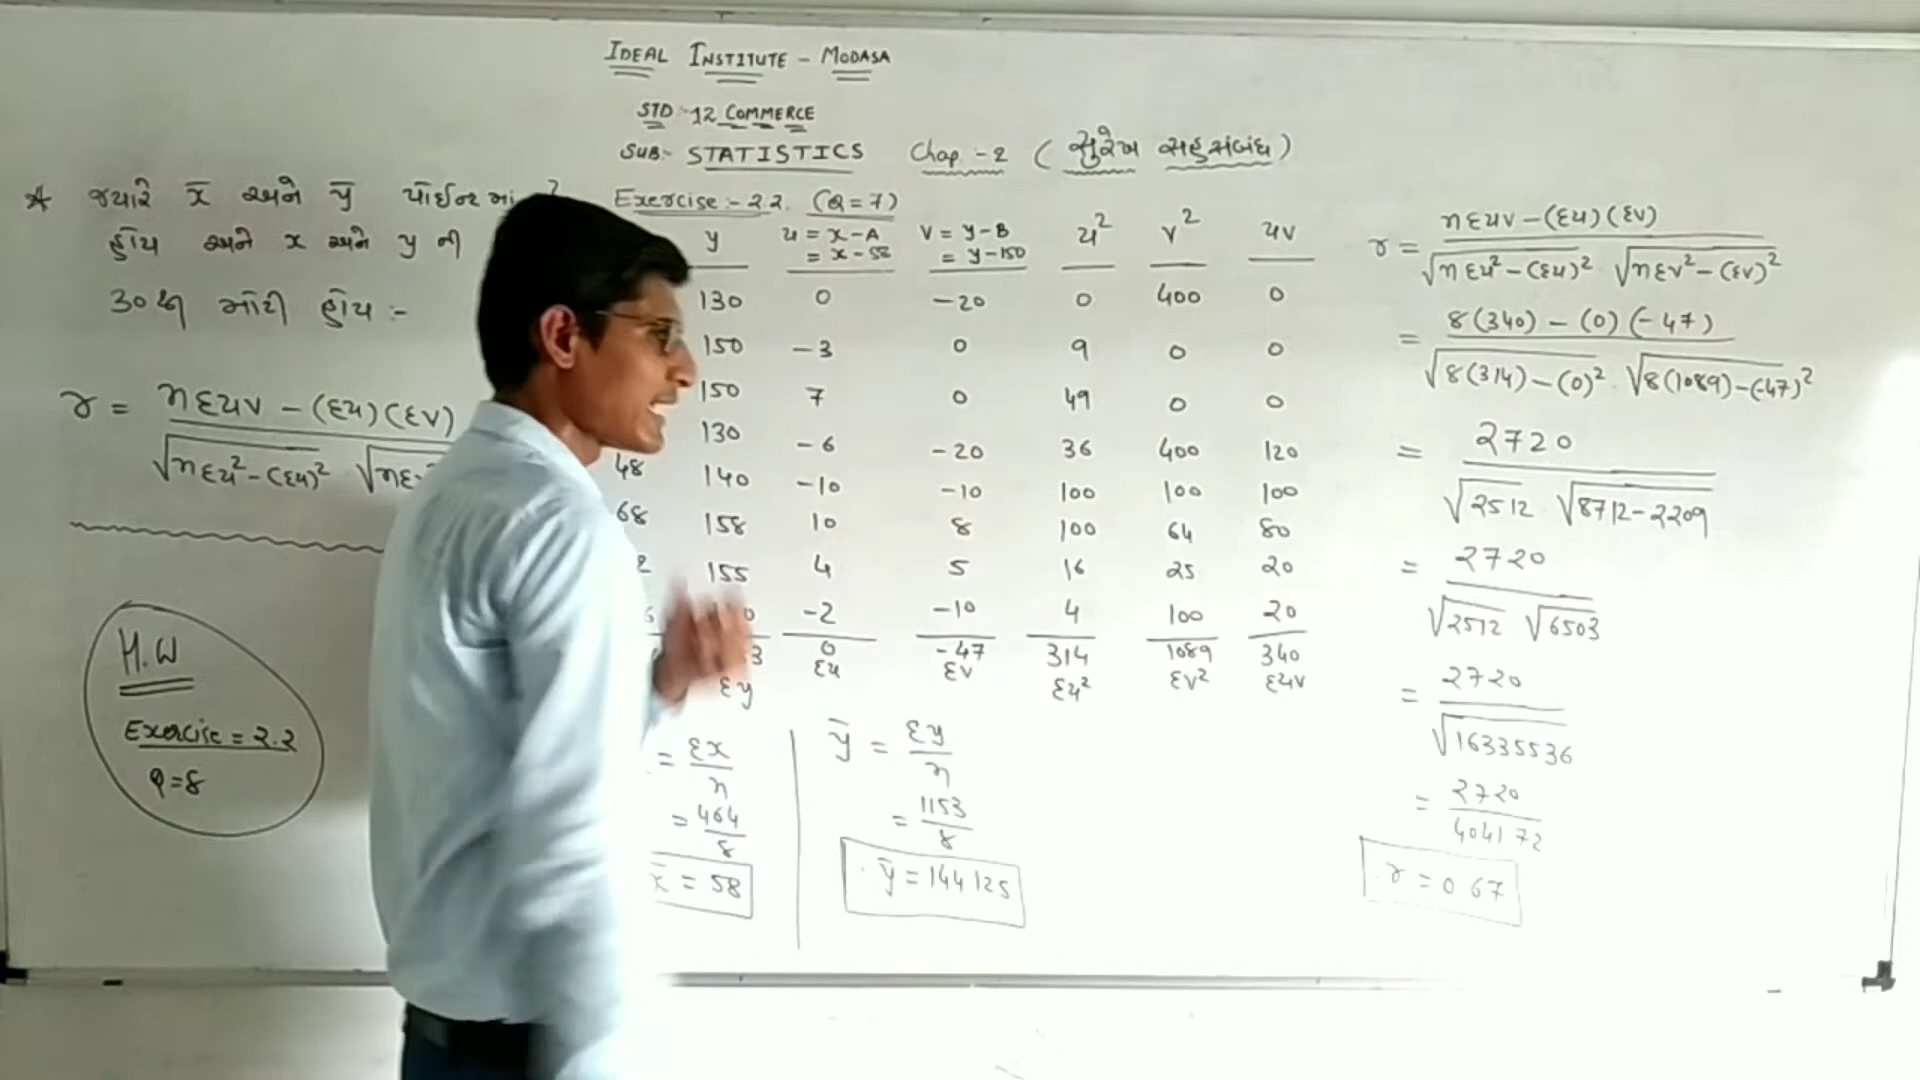 IDEAL INSTITUTE - MODASA
STD - 12 COMMERCE
SUB:- STATISTICS Chap - 2 ( સુરેખ સહસંબંધ )
* જ્યારે x̄ અને ȳ પોઈન્ટમાં
હોય અને x અને y ની
30થી મોટી હોય :-
r = nΣuv - (Σu)(Σv)
√nΣu² - (Σu)² · √nΣ
H.W
Exercise = 2.2
Q = 8
Exercise :- 2.2. (Q = 7)
y u = x - A v = y - B u² v² uv
= x - 58 = y - 150
130 0 -20 0 400 0
150 -3 0 9 0 0
150 7 0 49 0 0
130 -6 -20 36 400 120
48 140 -10 -10 100 100 100
68 158 10 8 100 64 80
2 155 4 5 16 25 20
0 -2 -10 4 100 20
3 0 -47 314 1089 340
Σy Σu Σv Σu² Σv² Σuv
= Σx / n
= 464 / 8
x̄ = 58
ȳ = Σy / n
= 1153 / 8
ȳ = 144.125
r = nΣuv - (Σu)(Σv)
√nΣu² - (Σu)² · √nΣv² - (Σv)²
= 8(340) - (0)(-47)
√8(314) - (0)² · √8(1089) - (-47)²
= 2720
√2512 √8712 - 2209
= 2720
√2512 √6503
= 2720
√16335536
= 2720
4041.72
r = 0.67